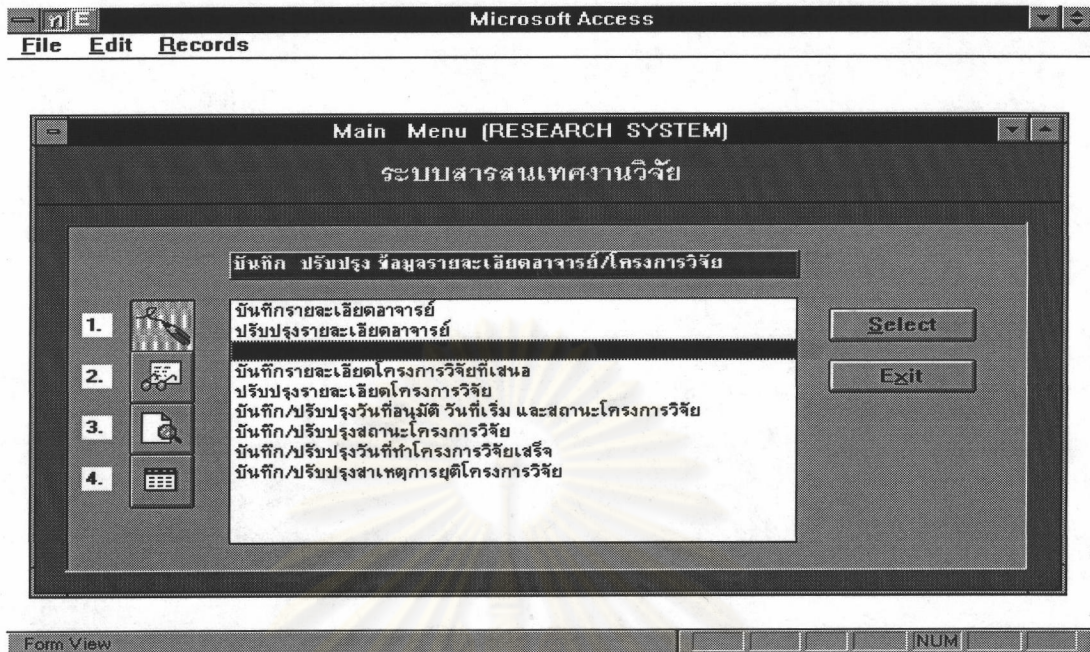 ก E Microsoft Access
File Edit Records
Main Menu (RESEARCH SYSTEM)
ระบบสารสนเทศงานวิจัย
บันทึก ปรับปรุง ข้อมูลรายละเอียดอาจารย์/โครงการวิจัย
บันทึกรายละเอียดอาจารย์
ปรับปรุงรายละเอียดอาจารย์
บันทึกรายละเอียดโครงการวิจัยที่เสนอ
ปรับปรุงรายละเอียดโครงการวิจัย
บันทึก/ปรับปรุงวันที่อนุมัติ วันที่เริ่ม และสถานะโครงการวิจัย
บันทึก/ปรับปรุงสถานะโครงการวิจัย
บันทึก/ปรับปรุงวันที่ทำโครงการวิจัยเสร็จ
บันทึก/ปรับปรุงสาเหตุการยุติโครงการวิจัย
1.
2.
3.
4.
Select
Exit
Form View NUM